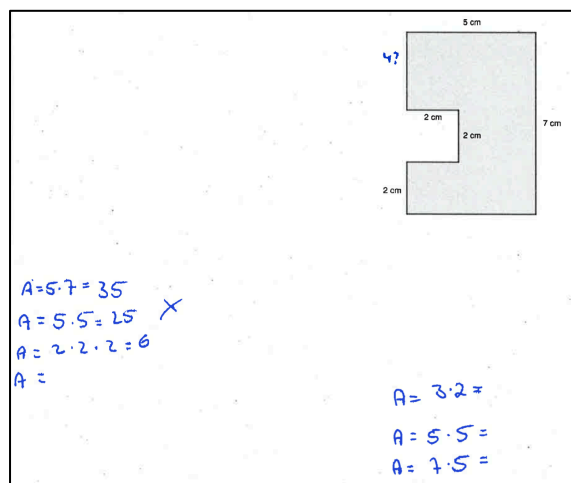 5 cm
4?
2 cm
2 cm
7 cm
2 cm
A=5·7=35
A=5·5=25 X
A=2·2·2=6
A=
A=3·2=
A=5·5=
A=7·5=